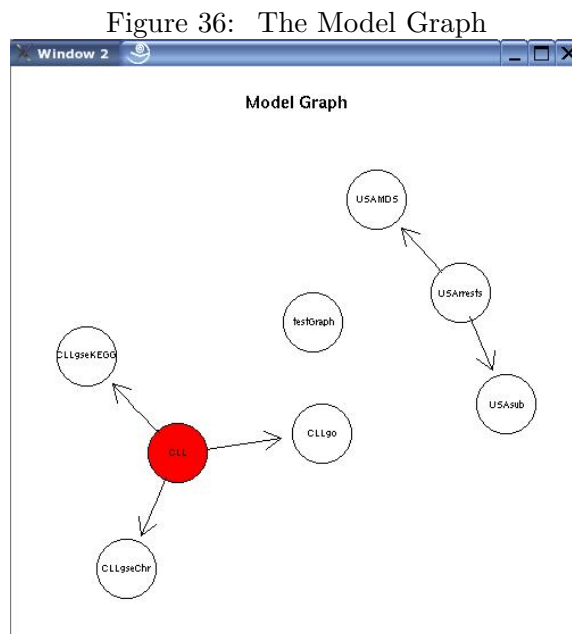 Figure 36: The Model Graph
Window 2
Model Graph
USAMDS
USArrests
testGraph
CLLgseKEGG
USAsub
CLLgo
CLL
CLLgseChr